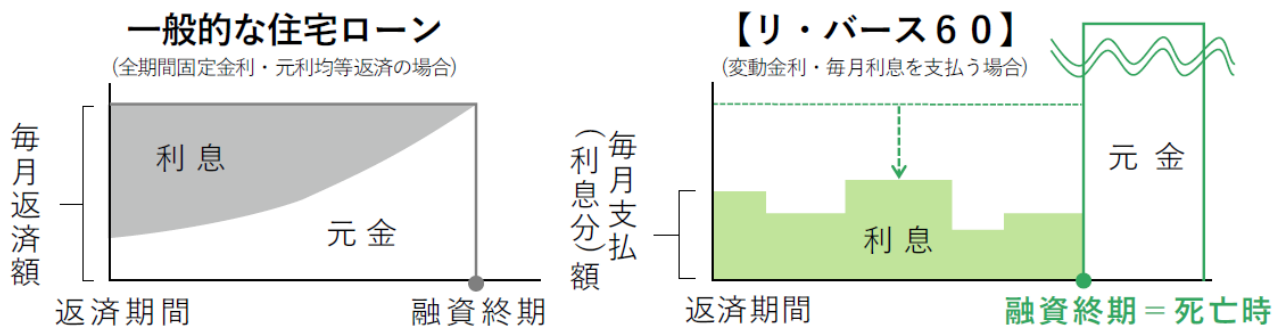 一般的な住宅ローン
(全期間固定金利・元利均等返済の場合)
毎月返済額
利息
元金
返済期間
融資終期
【リ・バース60】
(変動金利・毎月利息を支払う場合)
毎月支払額
(利息分)
利息
元金
返済期間
融資終期=死亡時